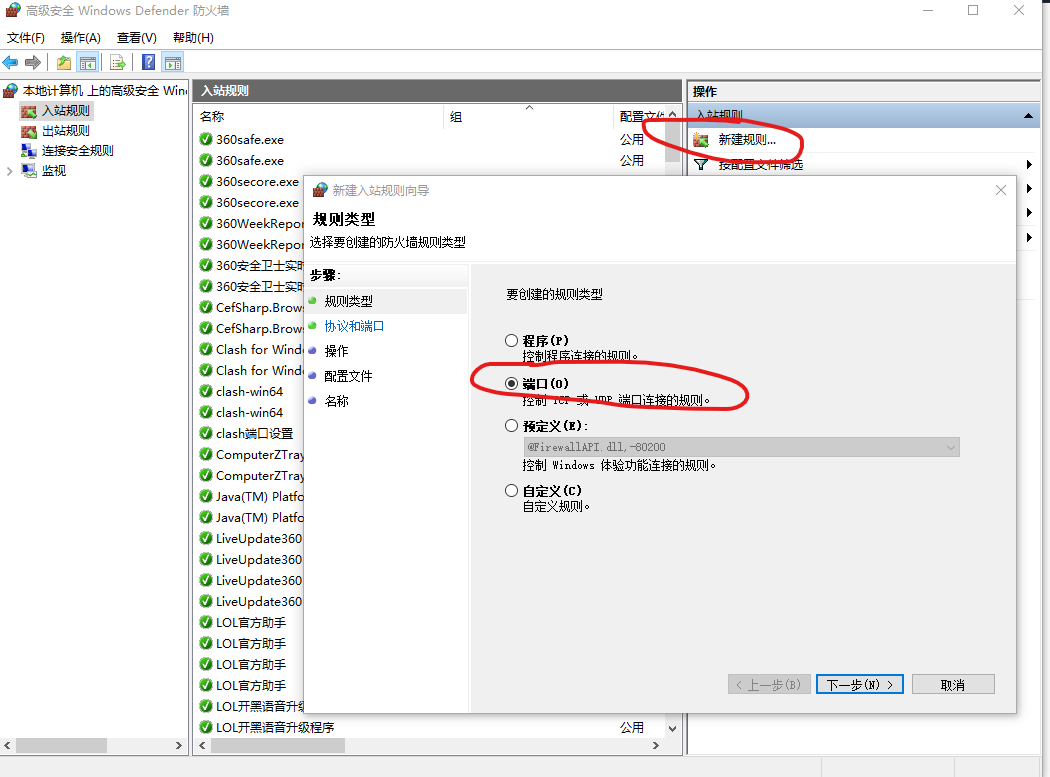 高级安全 Windows Defender 防火墙
文件(F) 操作(A) 查看(V) 帮助(H)
本地计算机 上的高级安全 Win
入站规则
出站规则
连接安全规则
监视
入站规则
名称 组 配置文件
360safe.exe 公用
360safe.exe 公用
360secore.exe
360secore.exe
360WeekRepor
360WeekRepor
360安全卫士实时
360安全卫士实时
CefSharp.Brows
CefSharp.Brows
Clash for Windo
Clash for Windo
clash-win64
clash-win64
clash端口设置
ComputerZTray
ComputerZTray
Java(TM) Platfo
Java(TM) Platfo
LiveUpdate360
LiveUpdate360
LiveUpdate360
LiveUpdate360
LOL官方助手
LOL官方助手
LOL官方助手
LOL官方助手
LOL开黑语音升级
LOL开黑语音升级程序 公用
操作
入站规则
新建规则...
按配置文件筛选
新建入站规则向导
规则类型
选择要创建的防火墙规则类型
步骤:
规则类型
协议和端口
操作
配置文件
名称
要创建的规则类型
程序(P)
控制程序连接的规则。
端口(O)
控制 TCP 或 UDP 端口连接的规则。
预定义(E):
@FirewallAPI.dll,-80200
控制 Windows 体验功能连接的规则。
自定义(C)
自定义规则。
< 上一步(B) 下一步(N) > 取消